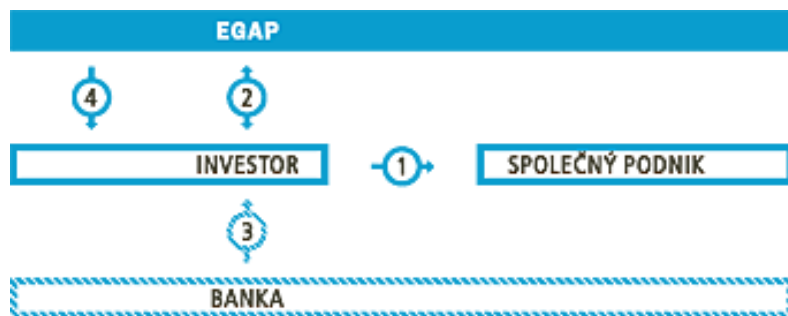 EGAP
4 2
INVESTOR 1 SPOLEČNÝ PODNIK
3
BANKA